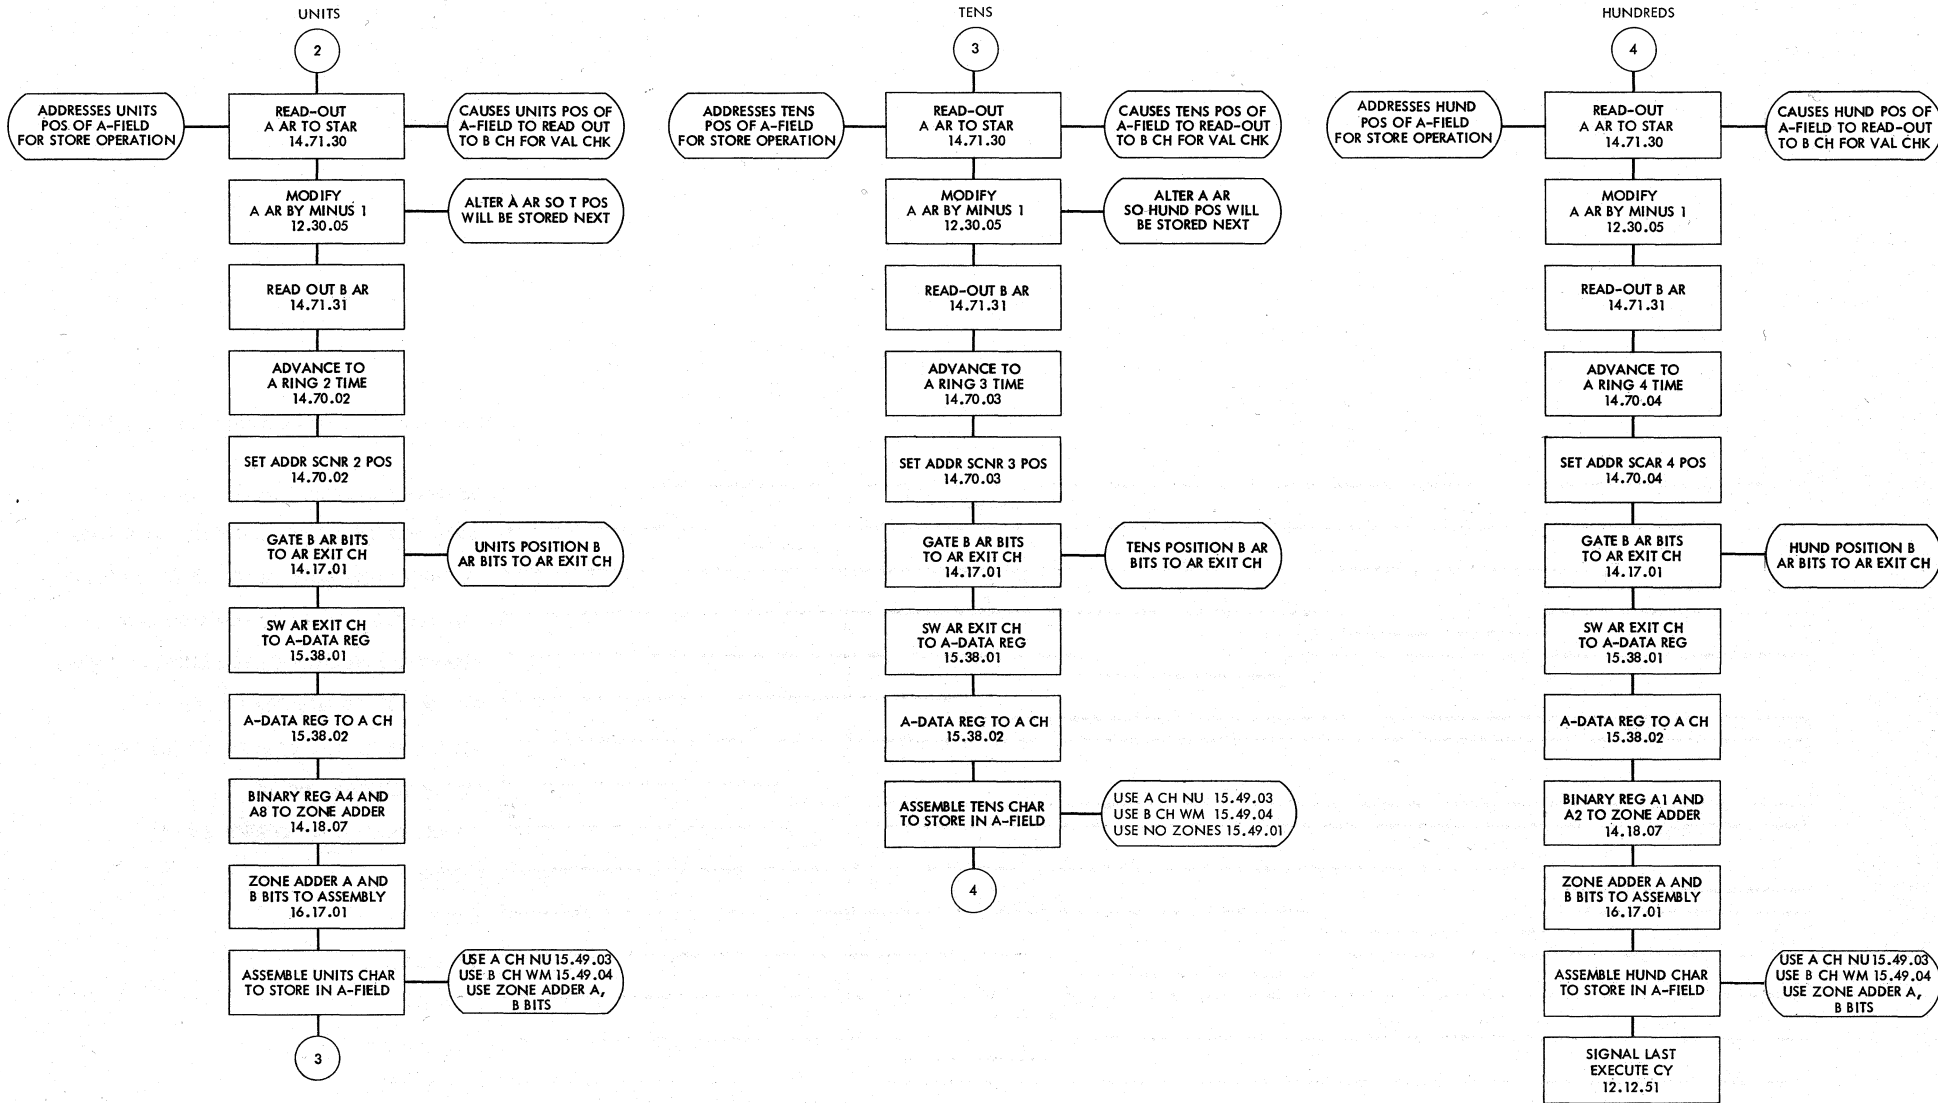 UNITS
2
ADDRESSES UNITS
POS OF A-FIELD
FOR STORE OPERATION
READ-OUT
A AR TO STAR
14.71.30
CAUSES UNITS POS OF
A-FIELD TO READ OUT
TO B CH FOR VAL CHK
MODIFY
A AR BY MINUS 1
12.30.05
ALTER A AR SO T POS
WILL BE STORED NEXT
READ OUT B AR
14.71.31
ADVANCE TO
A RING 2 TIME
14.70.02
SET ADDR SCNR 2 POS
14.70.02
GATE B AR BITS
TO AR EXIT CH
14.17.01
UNITS POSITION B
AR BITS TO AR EXIT CH
SW AR EXIT CH
TO A-DATA REG
15.38.01
A-DATA REG TO A CH
15.38.02
BINARY REG A4 AND
A8 TO ZONE ADDER
14.18.07
ZONE ADDER A AND
B BITS TO ASSEMBLY
16.17.01
ASSEMBLE UNITS CHAR
TO STORE IN A-FIELD
USE A CH NU 15.49.03
USE B CH WM 15.49.04
USE ZONE ADDER A,
B BITS
3
TENS
3
ADDRESSES TENS
POS OF A-FIELD
FOR STORE OPERATION
READ-OUT
A AR TO STAR
14.71.30
CAUSES TENS POS OF
A-FIELD TO READ-OUT
TO B CH FOR VAL CHK
MODIFY
A AR BY MINUS 1
12.30.05
ALTER A AR
SO HUND POS WILL
BE STORED NEXT
READ-OUT B AR
14.71.31
ADVANCE TO
A RING 3 TIME
14.70.03
SET ADDR SCNR 3 POS
14.70.03
GATE B AR BITS
TO AR EXIT CH
14.17.01
TENS POSITION B AR
BITS TO AR EXIT CH
SW AR EXIT CH
TO A-DATA REG
15.38.01
A-DATA REG TO A CH
15.38.02
ASSEMBLE TENS CHAR
TO STORE IN A-FIELD
USE A CH NU 15.49.03
USE B CH WM 15.49.04
USE NO ZONES 15.49.01
4
HUNDREDS
4
ADDRESSES HUND
POS OF A-FIELD
FOR STORE OPERATION
READ-OUT
A AR TO STAR
14.71.30
CAUSES HUND POS OF
A-FIELD TO READ-OUT
TO B CH FOR VAL CHK
MODIFY
A AR BY MINUS 1
12.30.05
READ-OUT B AR
14.71.31
ADVANCE TO
A RING 4 TIME
14.70.04
SET ADDR SCAR 4 POS
14.70.04
GATE B AR BITS
TO AR EXIT CH
14.17.01
HUND POSITION B
AR BITS TO AR EXIT CH
SW AR EXIT CH
TO A-DATA REG
15.38.01
A-DATA REG TO A CH
15.38.02
BINARY REG A1 AND
A2 TO ZONE ADDER
14.18.07
ZONE ADDER A AND
B BITS TO ASSEMBLY
16.17.01
ASSEMBLE HUND CHAR
TO STORE IN A-FIELD
USE A CH NU 15.49.03
USE B CH WM 15.49.04
USE ZONE ADDER A,
B BITS
SIGNAL LAST
EXECUTE CY
12.12.51